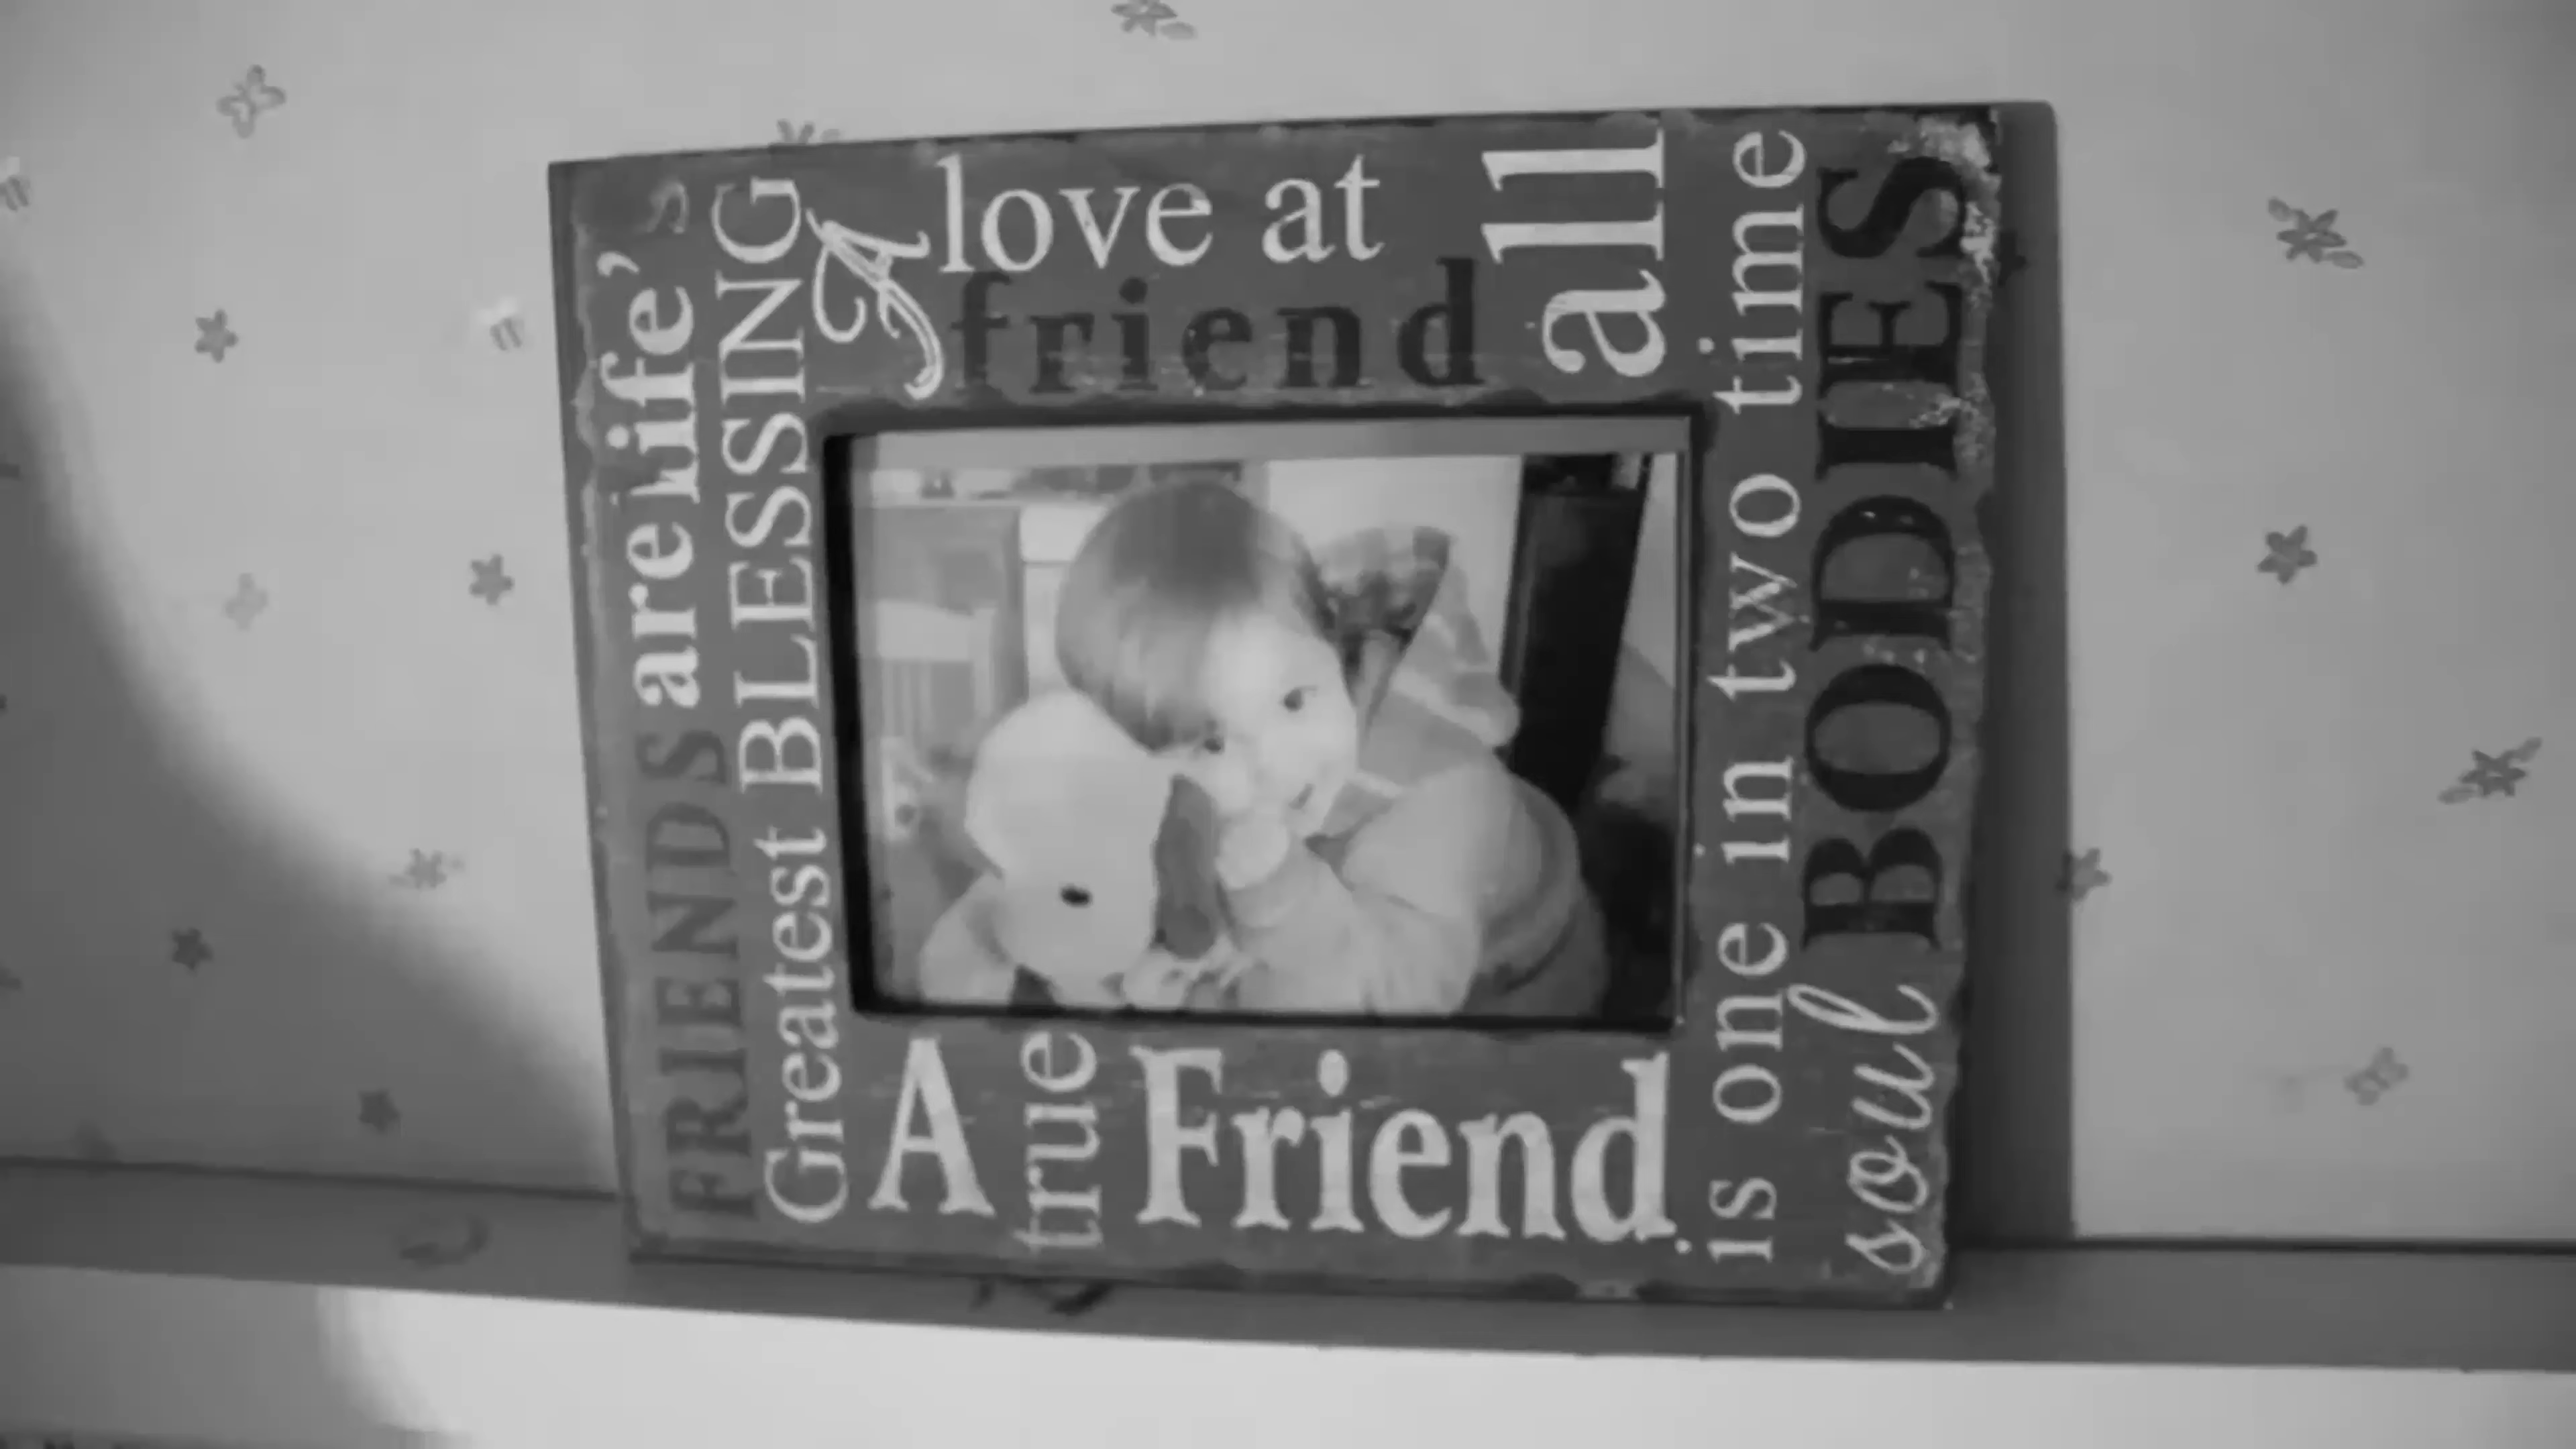 FRIENDS are life's
Greatest BLESSING
A love at all
friend
time
A true Friend
is one in two
soul BODIES